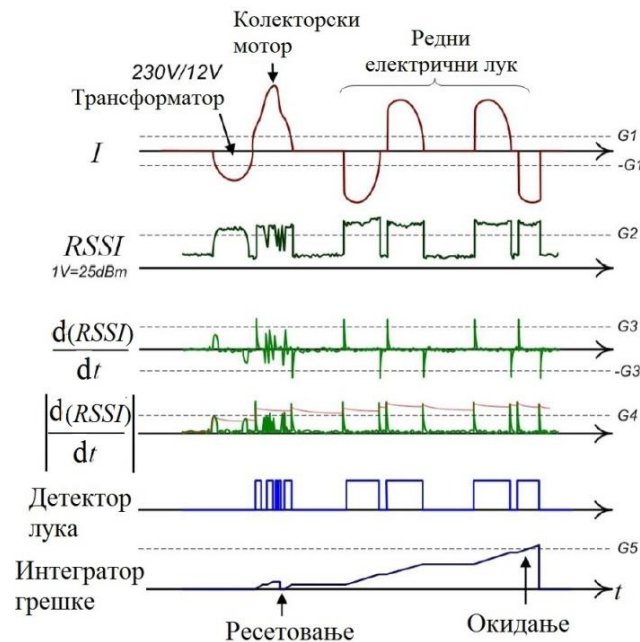 Колекторски
мотор
Редни
електрични лук
230V/12V
Трансформатор
I
G1
-G1
RSSI
1V=25dBm
G2
d(RSSI)
dt
G3
-G3
|d(RSSI)|
dt
G4
Детектор
лука
Интегратор
грешке
G5
t
Ресетовање
Окидање